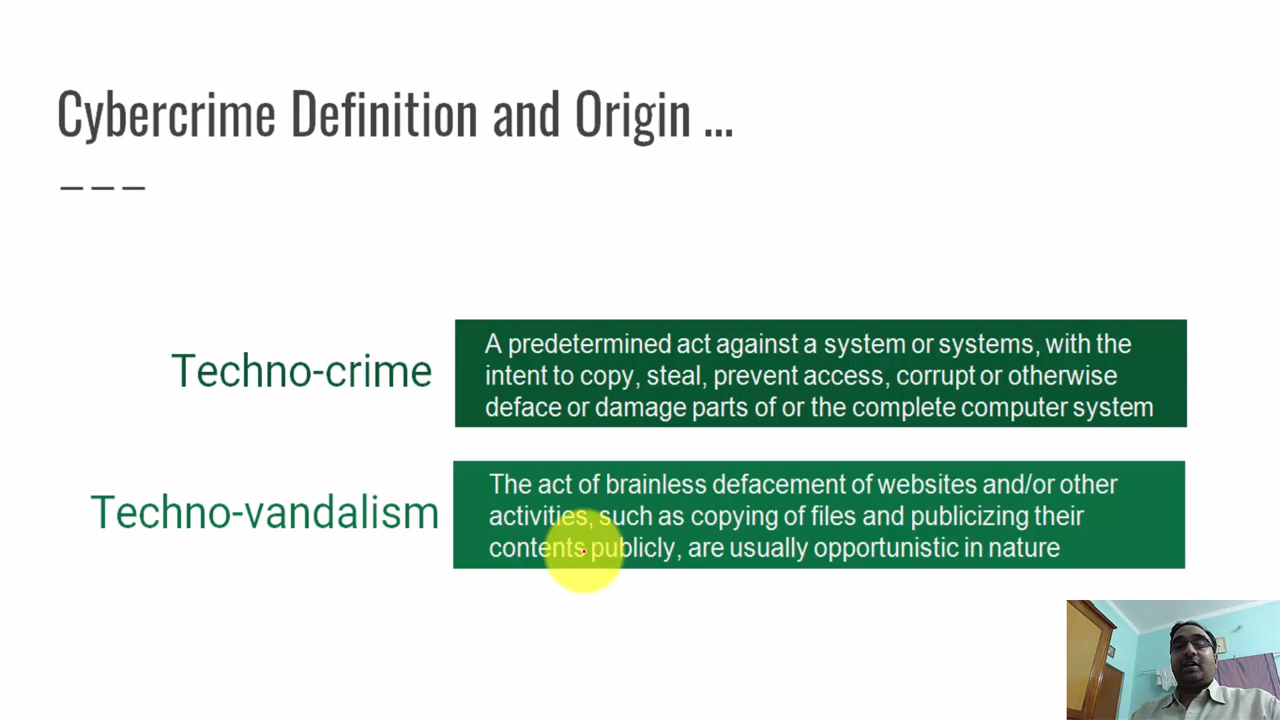 Cybercrime Definition and Origin ...
Techno-crime
A predetermined act against a system or systems, with the
intent to copy, steal, prevent access, corrupt or otherwise
deface or damage parts of or the complete computer system
Techno-vandalism
The act of brainless defacement of websites and/or other
activities, such as copying of files and publicizing their
contents publicly, are usually opportunistic in nature